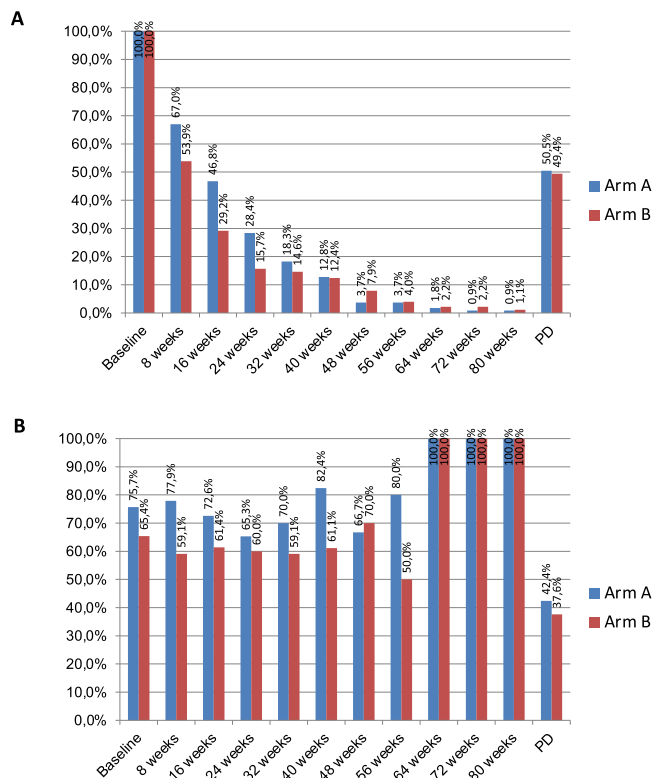 A
100,0%
90,0%
80,0%
70,0%
60,0%
50,0%
40,0%
30,0%
20,0%
10,0%
0,0%
100,0%
100,0%
67,0%
53,9%
46,8%
29,2%
28,4%
15,7%
18,3%
14,6%
12,8%
12,4%
3,7%
7,9%
3,7%
4,0%
1,8%
2,2%
0,9%
2,2%
0,9%
1,1%
50,5%
49,4%
Baseline
8 weeks
16 weeks
24 weeks
32 weeks
40 weeks
48 weeks
56 weeks
64 weeks
72 weeks
80 weeks
PD
Arm A
Arm B
B
100,0%
90,0%
80,0%
70,0%
60,0%
50,0%
40,0%
30,0%
20,0%
10,0%
0,0%
75,7%
65,4%
77,9%
59,1%
72,6%
61,4%
65,3%
60,0%
70,0%
59,1%
82,4%
61,1%
66,7%
70,0%
80,0%
50,0%
100,0%
100,0%
100,0%
100,0%
100,0%
100,0%
42,4%
37,6%
Baseline
8 weeks
16 weeks
24 weeks
32 weeks
40 weeks
48 weeks
56 weeks
64 weeks
72 weeks
80 weeks
PD
Arm A
Arm B